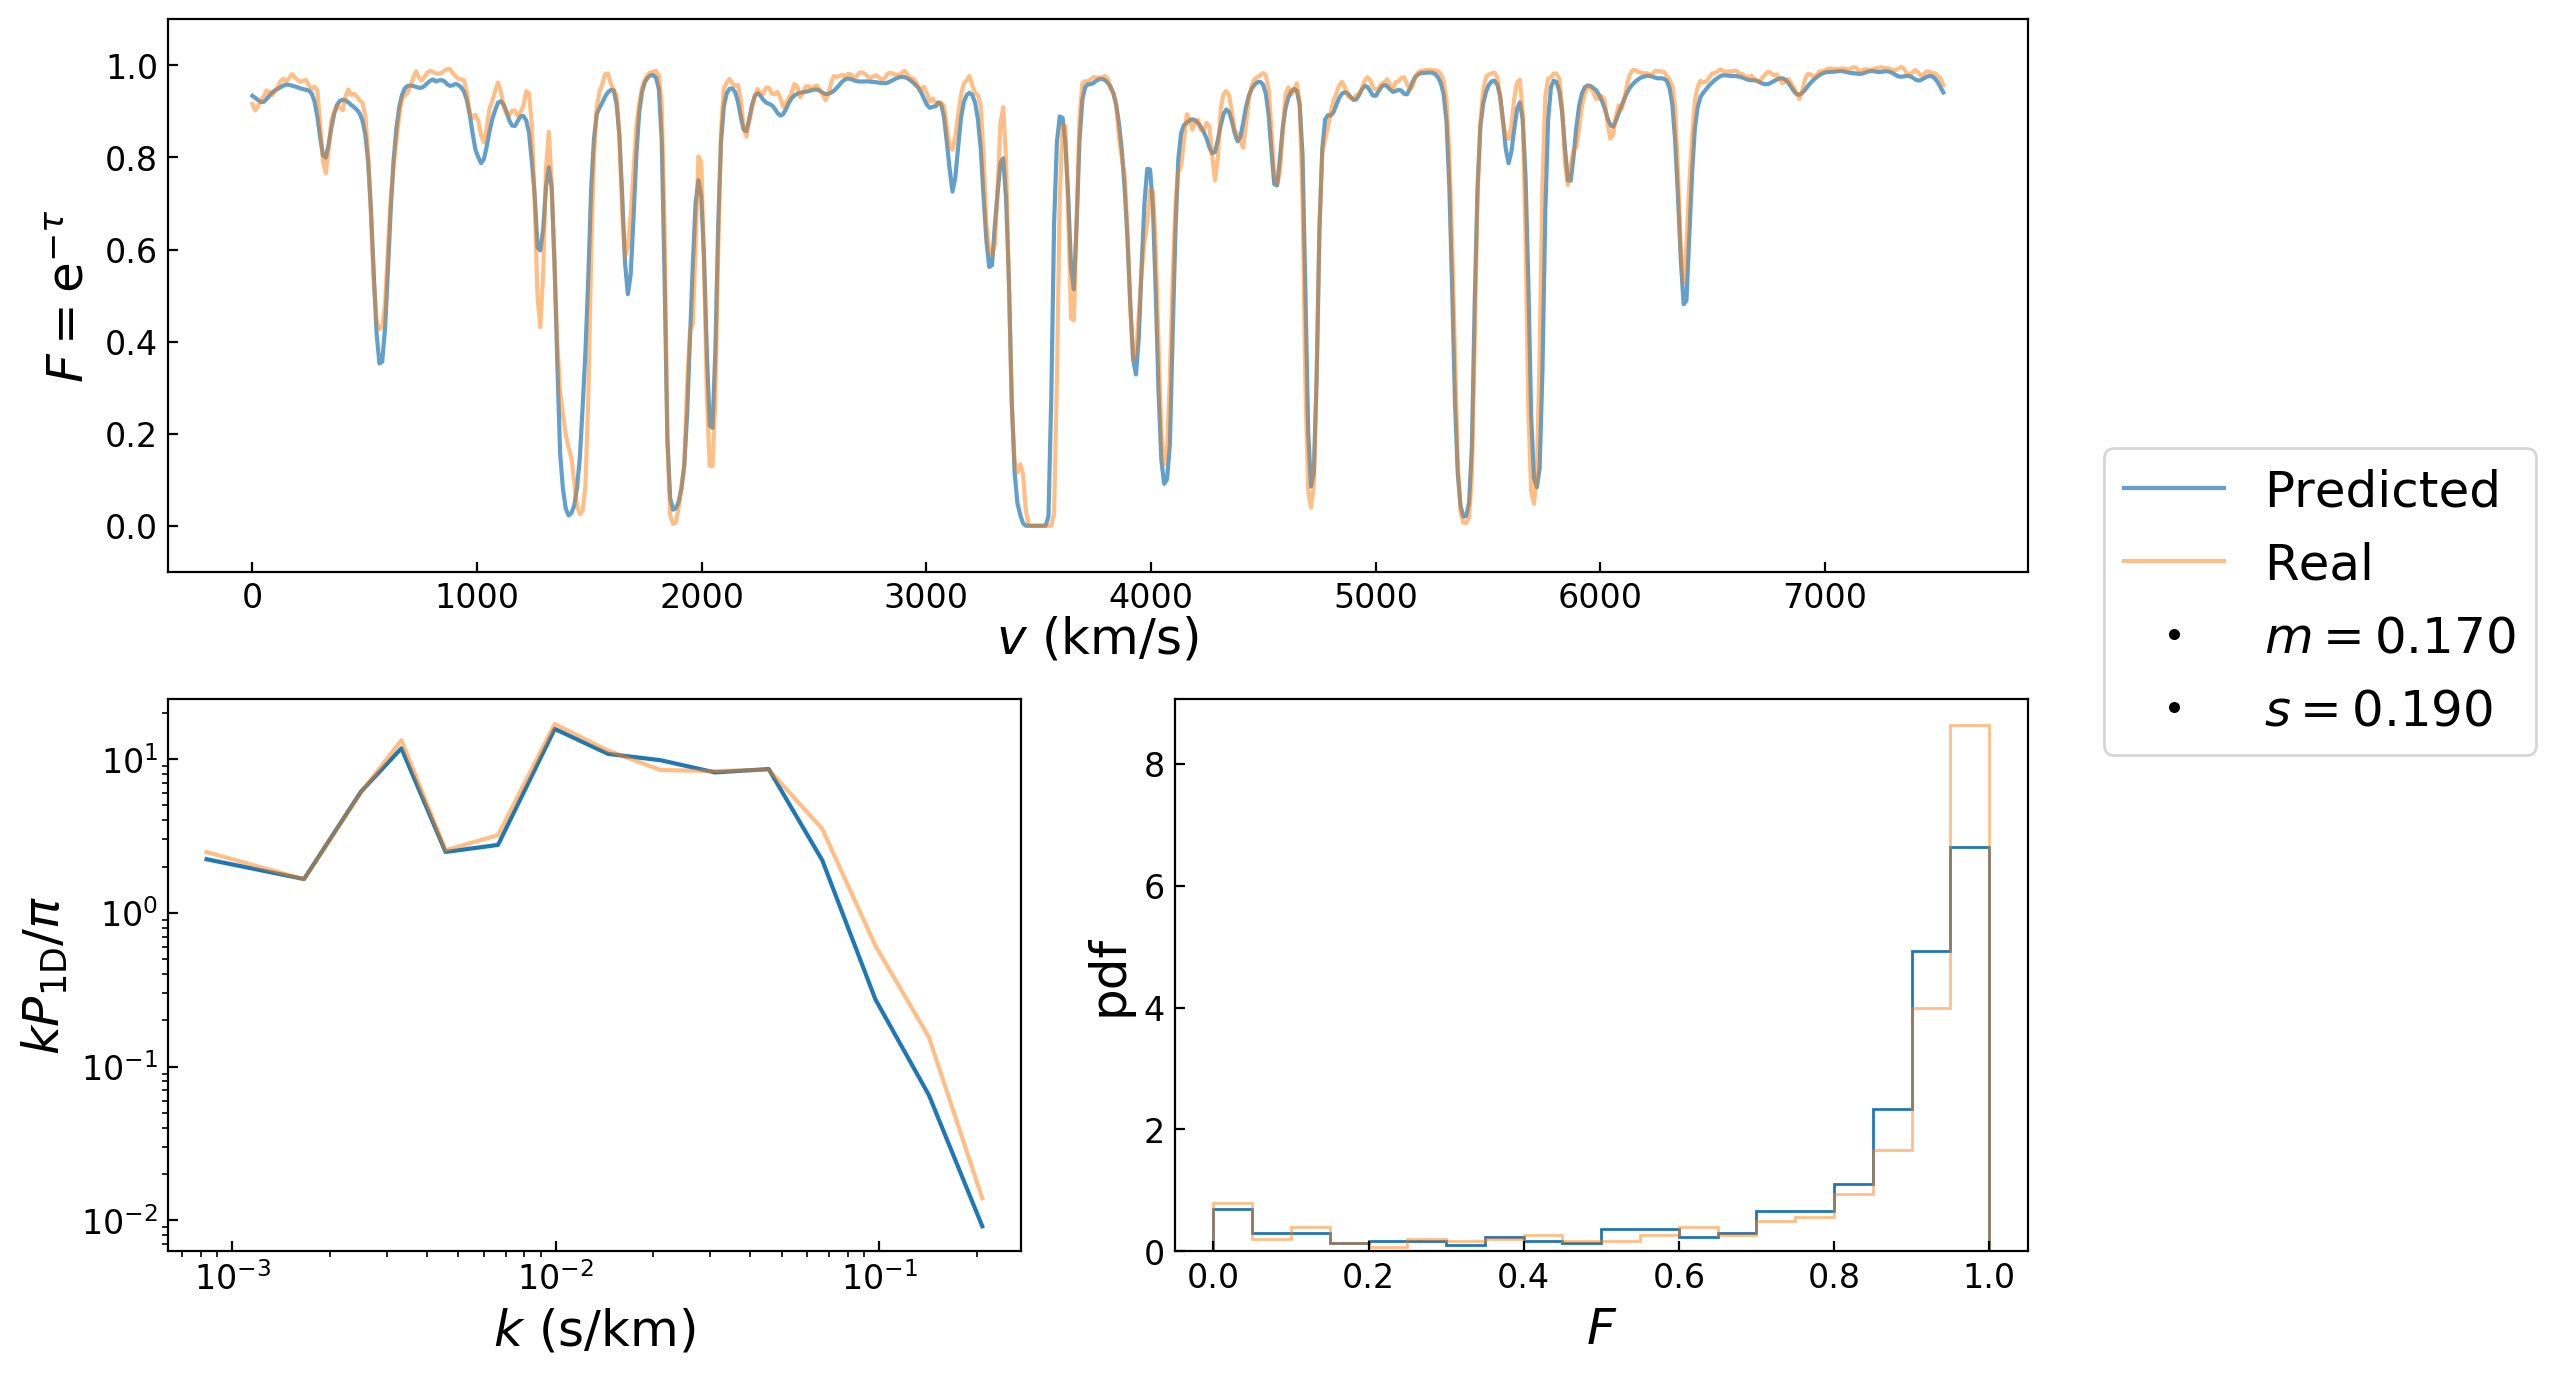 F = e^{−τ}
1.0
0.8
0.6
0.4
0.2
0.0
0 1000 2000 3000 4000 5000 6000 7000
v (km/s)
Predicted
Real
m = 0.170
s = 0.190
kP_{1D}/π
10^1
10^0
10^{−1}
10^{−2}
10^{−3} 10^{−2} 10^{−1}
k (s/km)
pdf
8
6
4
2
0
0.0 0.2 0.4 0.6 0.8 1.0
F